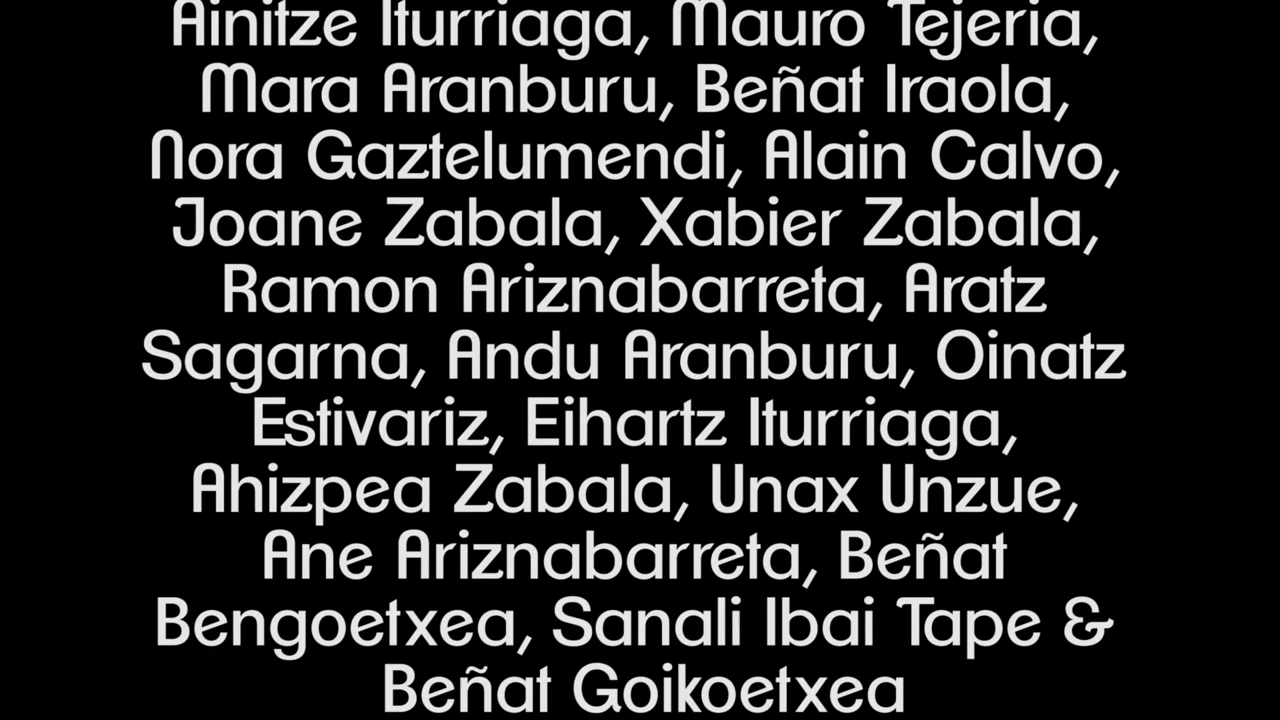 Ainitze Iturriaga, Mauro Tejeria,
Mara Aranburu, Beñat Iraola,
Nora Gaztelumendi, Alain Calvo,
Joane Zabala, Xabier Zabala,
Ramon Ariznabarreta, Aratz
Sagarna, Andu Aranburu, Oinatz
Estivariz, Eihartz Iturriaga,
Ahizpea Zabala, Unax Unzue,
Ane Ariznabarreta, Beñat
Bengoetxea, Sanali Ibai Tape &
Beñat Goikoetxea